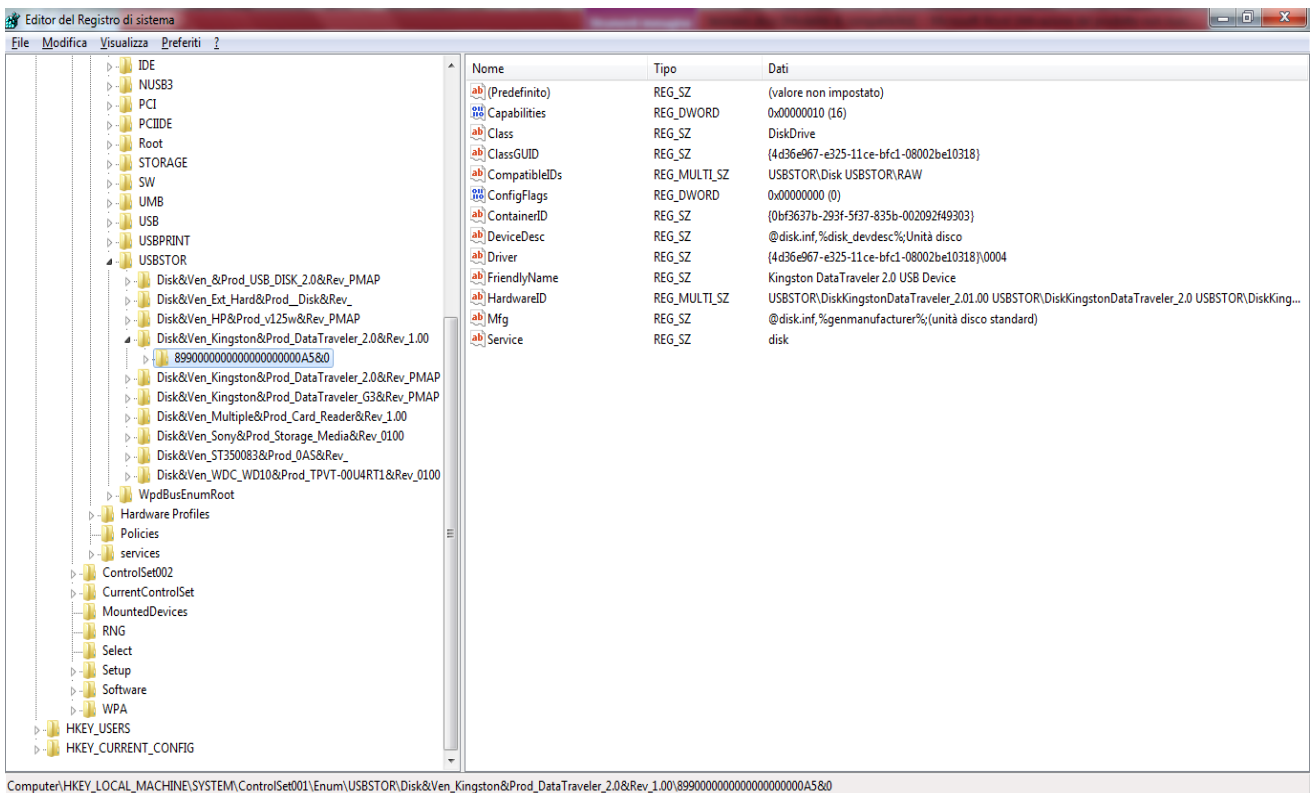 Editor del Registro di sistema
File Modifica Visualizza Preferiti ?
IDE
NUSB3
PCI
PCIIDE
Root
STORAGE
SW
UMB
USB
USBPRINT
USBSTOR
Disk&Ven_&Prod_USB_DISK_2.0&Rev_PMAP
Disk&Ven_Ext_Hard&Prod__Disk&Rev_
Disk&Ven_HP&Prod_v125w&Rev_PMAP
Disk&Ven_Kingston&Prod_DataTraveler_2.0&Rev_1.00
8990000000000000000000A5&0
Disk&Ven_Kingston&Prod_DataTraveler_2.0&Rev_PMAP
Disk&Ven_Kingston&Prod_DataTraveler_G3&Rev_PMAP
Disk&Ven_Multiple&Prod_Card_Reader&Rev_1.00
Disk&Ven_Sony&Prod_Storage_Media&Rev_0100
Disk&Ven_ST350083&Prod_0AS&Rev_
Disk&Ven_WDC_WD10&Prod_TPVT-00U4RT1&Rev_0100
WpdBusEnumRoot
Hardware Profiles
Policies
services
ControlSet002
CurrentControlSet
MountedDevices
RNG
Select
Setup
Software
WPA
HKEY_USERS
HKEY_CURRENT_CONFIG
Nome Tipo Dati
(Predefinito) REG_SZ (valore non impostato)
Capabilities REG_DWORD 0x00000010 (16)
Class REG_SZ DiskDrive
ClassGUID REG_SZ {4d36e967-e325-11ce-bfc1-08002be10318}
CompatibleIDs REG_MULTI_SZ USBSTOR\Disk USBSTOR\RAW
ConfigFlags REG_DWORD 0x00000000 (0)
ContainerID REG_SZ {0bf3637b-293f-5f37-835b-002092f49303}
DeviceDesc REG_SZ @disk.inf,%disk_devdesc%;Unità disco
Driver REG_SZ {4d36e967-e325-11ce-bfc1-08002be10318}\0004
FriendlyName REG_SZ Kingston DataTraveler 2.0 USB Device
HardwareID REG_MULTI_SZ USBSTOR\DiskKingstonDataTraveler_2.01.00 USBSTOR\DiskKingstonDataTraveler_2.0 USBSTOR\DiskKing...
Mfg REG_SZ @disk.inf,%genmanufacturer%;(unità disco standard)
Service REG_SZ disk
Computer\HKEY_LOCAL_MACHINE\SYSTEM\ControlSet001\Enum\USBSTOR\Disk&Ven_Kingston&Prod_DataTraveler_2.0&Rev_1.00\8990000000000000000000A5&0